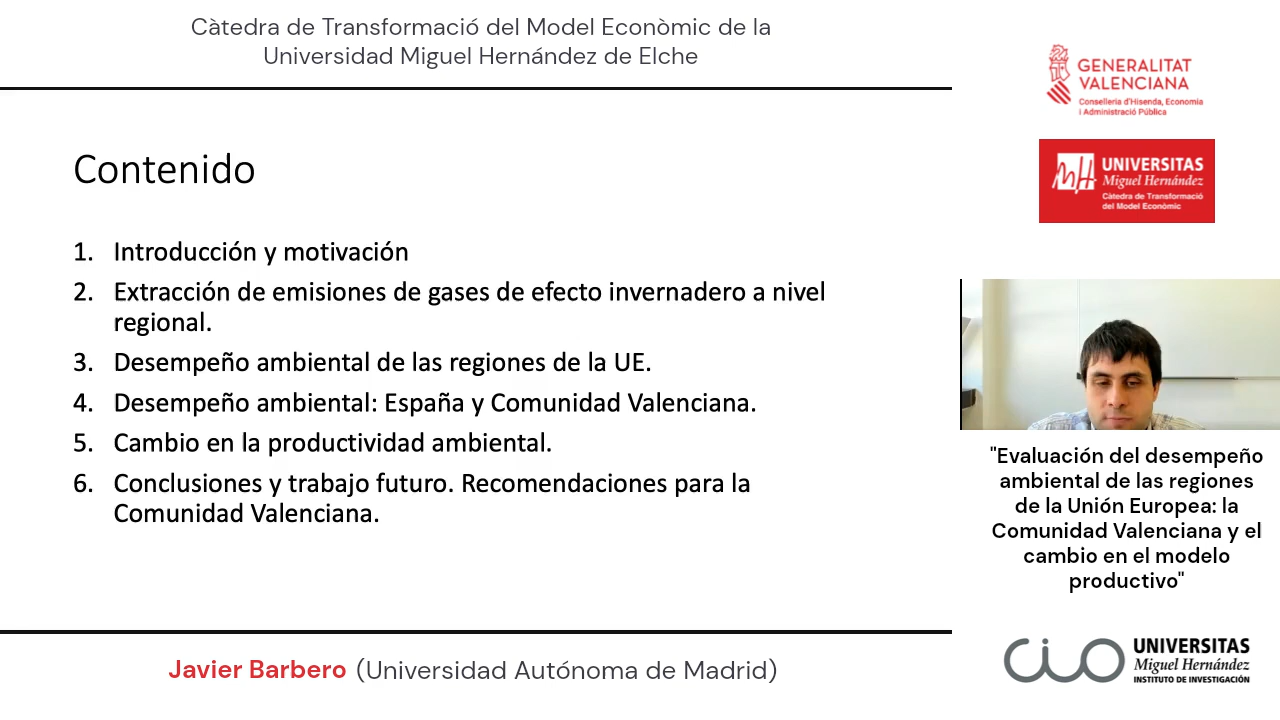 Càtedra de Transformació del Model Econòmic de la
Universidad Miguel Hernández de Elche
GENERALITAT
VALENCIANA
Conselleria d'Hisenda, Economia
i Administració Pública
UNIVERSITAS
Miguel Hernández
Càtedra de Transformació
del Model Econòmic
Contenido
1. Introducción y motivación
2. Extracción de emisiones de gases de efecto invernadero a nivel
regional.
3. Desempeño ambiental de las regiones de la UE.
4. Desempeño ambiental: España y Comunidad Valenciana.
5. Cambio en la productividad ambiental.
6. Conclusiones y trabajo futuro. Recomendaciones para la
Comunidad Valenciana.
"Evaluación del desempeño
ambiental de las regiones
de la Unión Europea: la
Comunidad Valenciana y el
cambio en el modelo
productivo"
Javier Barbero (Universidad Autónoma de Madrid)
cio
UNIVERSITAS
Miguel Hernández
INSTITUTO DE INVESTIGACIÓN